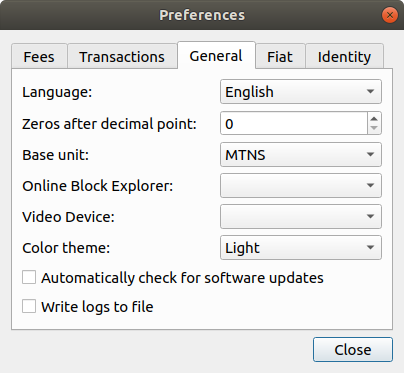 Preferences
Fees Transactions General Fiat Identity
Language: English
Zeros after decimal point: 0
Base unit: MTNS
Online Block Explorer:
Video Device:
Color theme: Light
Automatically check for software updates
Write logs to file
Close